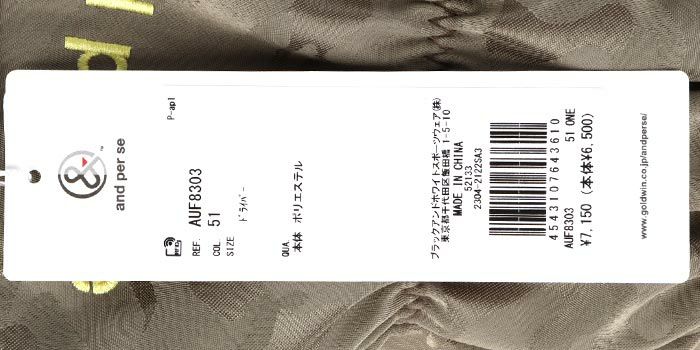 and per se
P-apl
REF. AUF8303
COL. 51
SIZE
ドライバー
QUA.
本体 ポリエステル
ブラックアンドホワイトスポーツウェア(株)
東京都千代田区飯田橋 1-5-10
MADE IN CHINA
52133
2304-2122SA3
4543107643610
AUF8303 51 ONE
¥7,150 (本体¥6,500)
www.goldwin.co.jp/andperse/